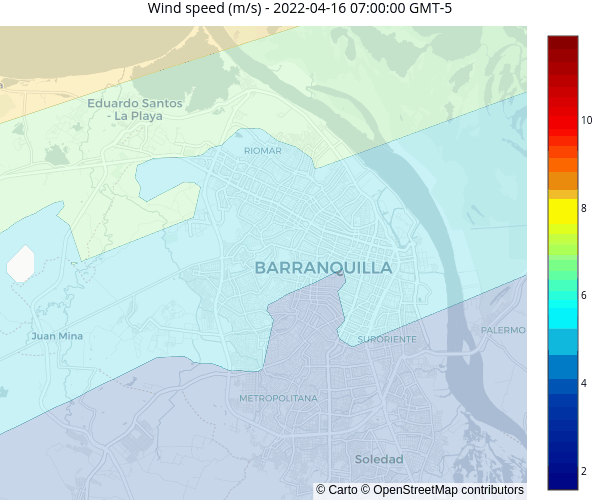 Wind speed (m/s) - 2022-04-16 07:00:00 GMT-5
Eduardo Santos
- La Playa
RIOMAR
BARRANQUILLA
Juan Mina
SURORIENTE
PALERMO
METROPOLITANA
Soledad
© Carto © OpenStreetMap contributors
10
8
6
4
2